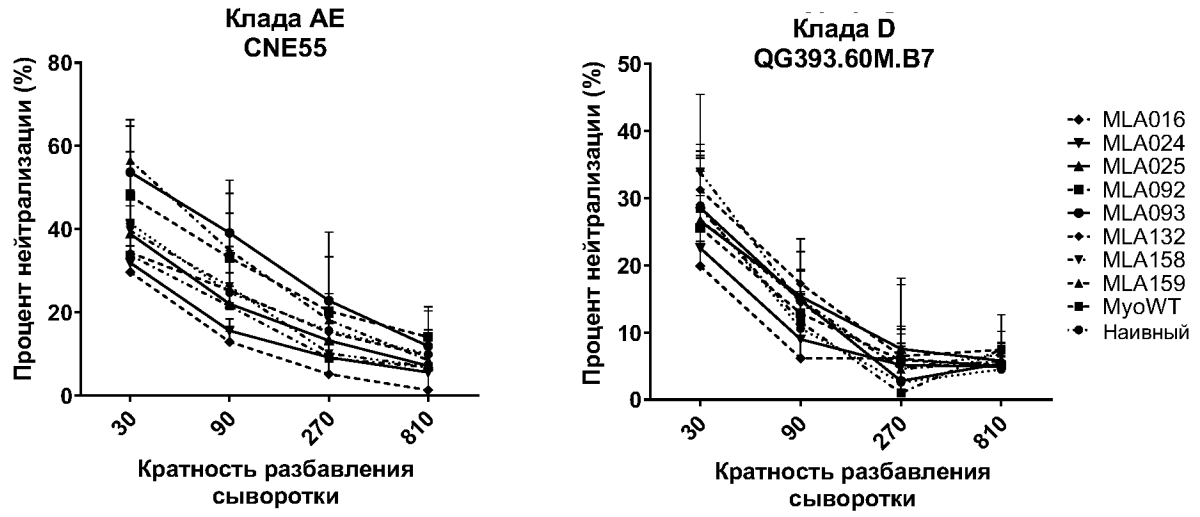 Клада AE
CNE55
Процент нейтрализации (%)
80
60
40
20
0
30
90
270
810
Кратность разбавления
сыворотки
Клада D
QG393.60M.B7
Процент нейтрализации (%)
50
40
30
20
10
0
30
90
270
810
Кратность разбавления
сыворотки
MLA016
MLA024
MLA025
MLA092
MLA093
MLA132
MLA158
MLA159
MyoWT
Наивный